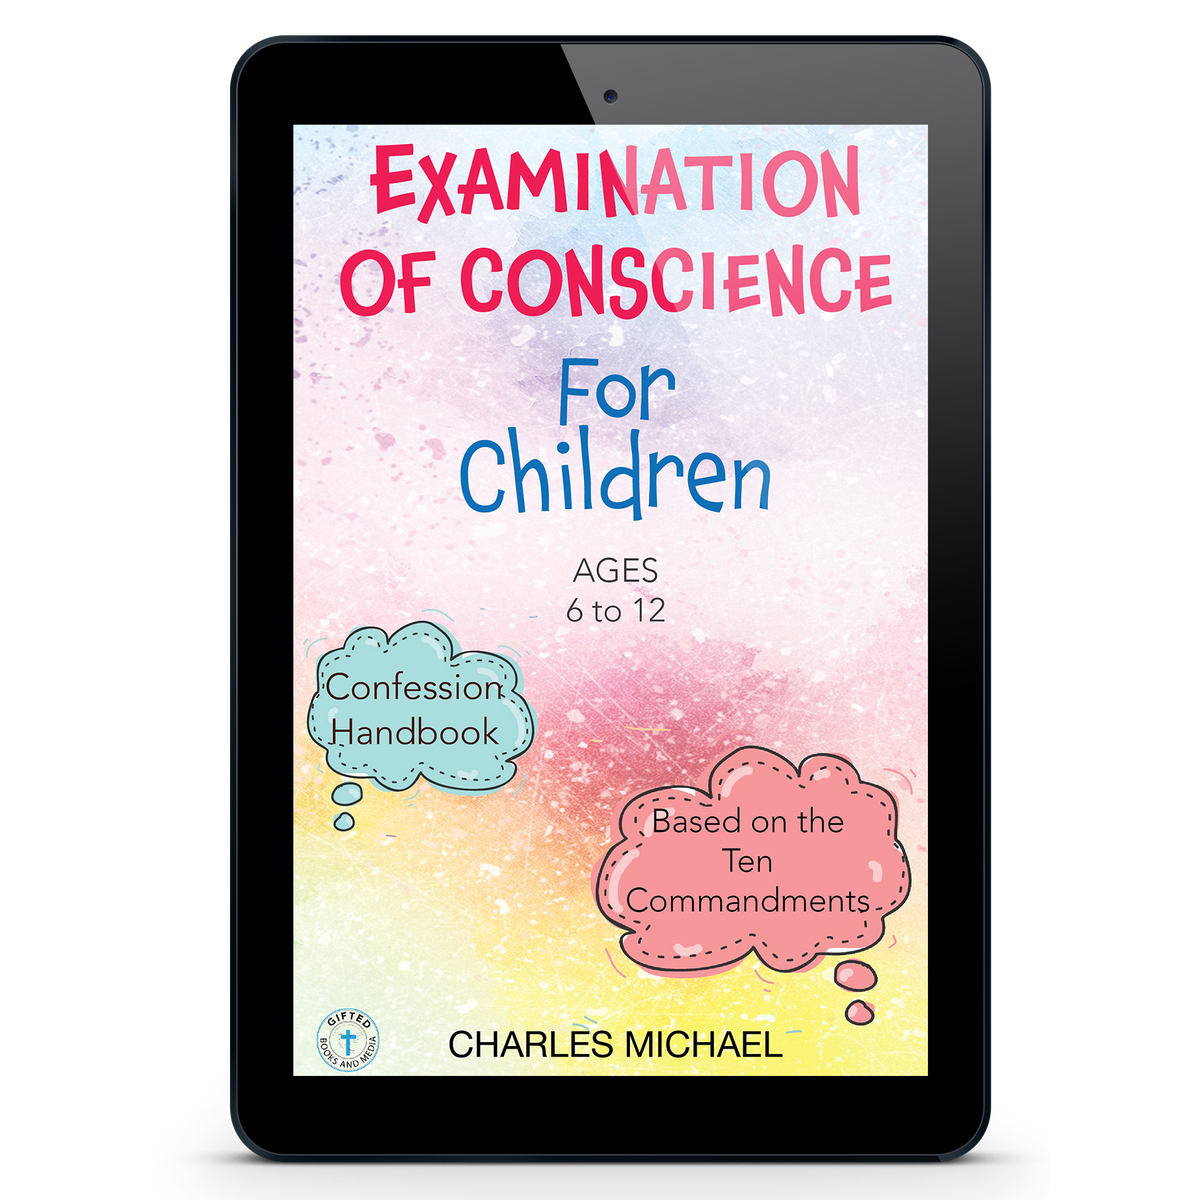 EXAMINATION
OF CONSCIENCE
For
Children
AGES
6 to 12
Confession
Handbook
Based on the
Ten
Commandments
GIFTED
BOOKS AND MEDIA
CHARLES MICHAEL